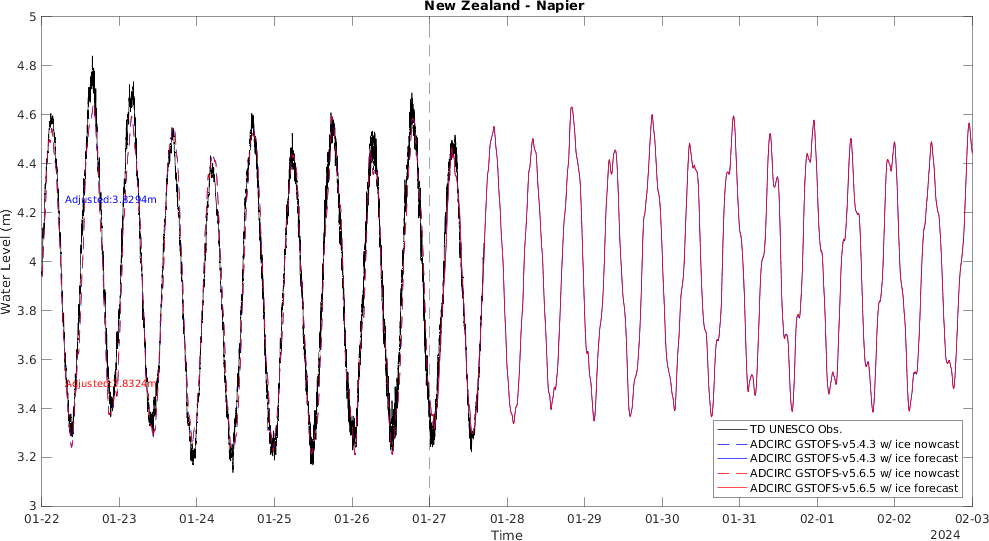 New Zealand - Napier
Water Level (m)
5
4.8
4.6
4.4
4.2
4
3.8
3.6
3.4
3.2
3
Adjusted:3.8294m
Adjusted:3.8324m
TD UNESCO Obs.
ADCIRC GSTOFS-v5.4.3 w/ ice nowcast
ADCIRC GSTOFS-v5.4.3 w/ ice forecast
ADCIRC GSTOFS-v5.6.5 w/ ice nowcast
ADCIRC GSTOFS-v5.6.5 w/ ice forecast
01-22 01-23 01-24 01-25 01-26 01-27 01-28 01-29 01-30 01-31 02-01 02-02 02-03
Time
2024